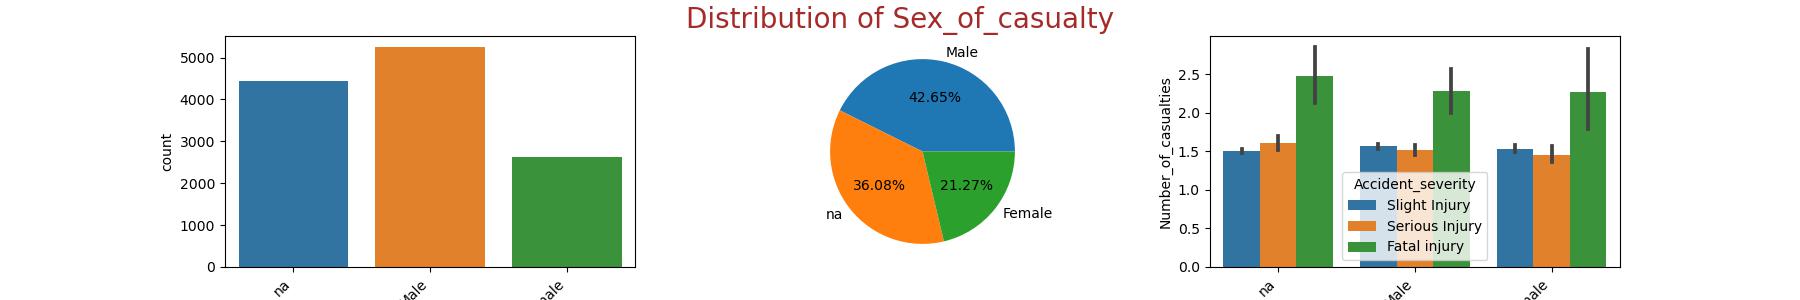 Distribution of Sex_of_casualty
5000
4000
3000
2000
1000
0
count
na
Male
42.65%
36.08%
21.27%
na
Female
2.5
2.0
1.5
1.0
0.5
0.0
Number_of_casualties
Accident_severity
Slight Injury
Serious Injury
Fatal injury
na